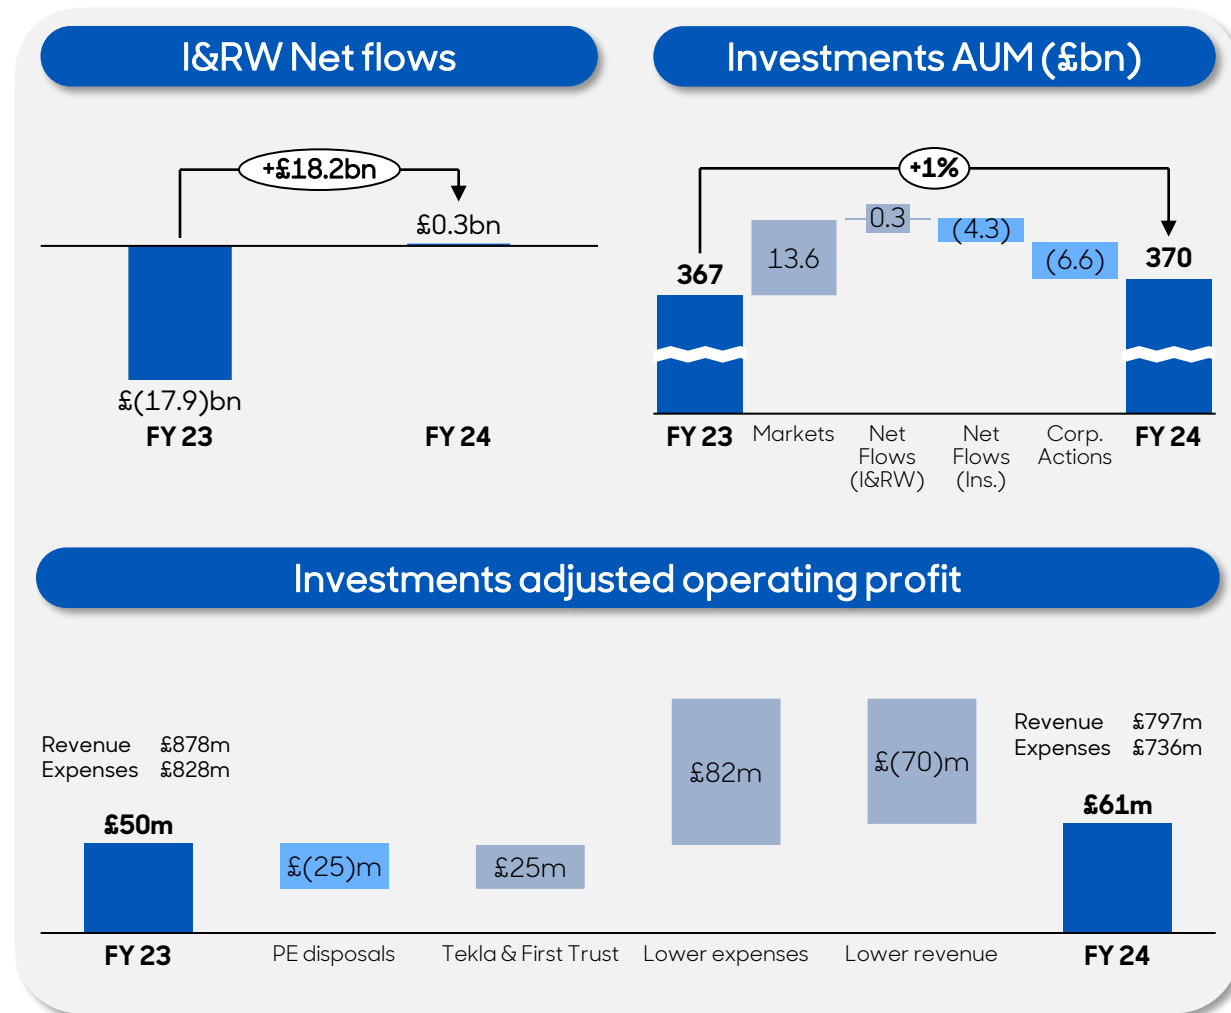 I&RW Net flows
+£18.2bn
£0.3bn
£(17.9)bn
FY 23
FY 24
Investments AUM (£bn)
+1%
367
13.6
0.3
(4.3)
(6.6)
370
FY 23
Markets
Net
Flows
(I&RW)
Net
Flows
(Ins.)
Corp.
Actions
FY 24
Investments adjusted operating profit
Revenue £878m
Expenses £828m
£50m
£(25)m
£25m
£82m
£(70)m
Revenue £797m
Expenses £736m
£61m
FY 23
PE disposals
Tekla & First Trust
Lower expenses
Lower revenue
FY 24